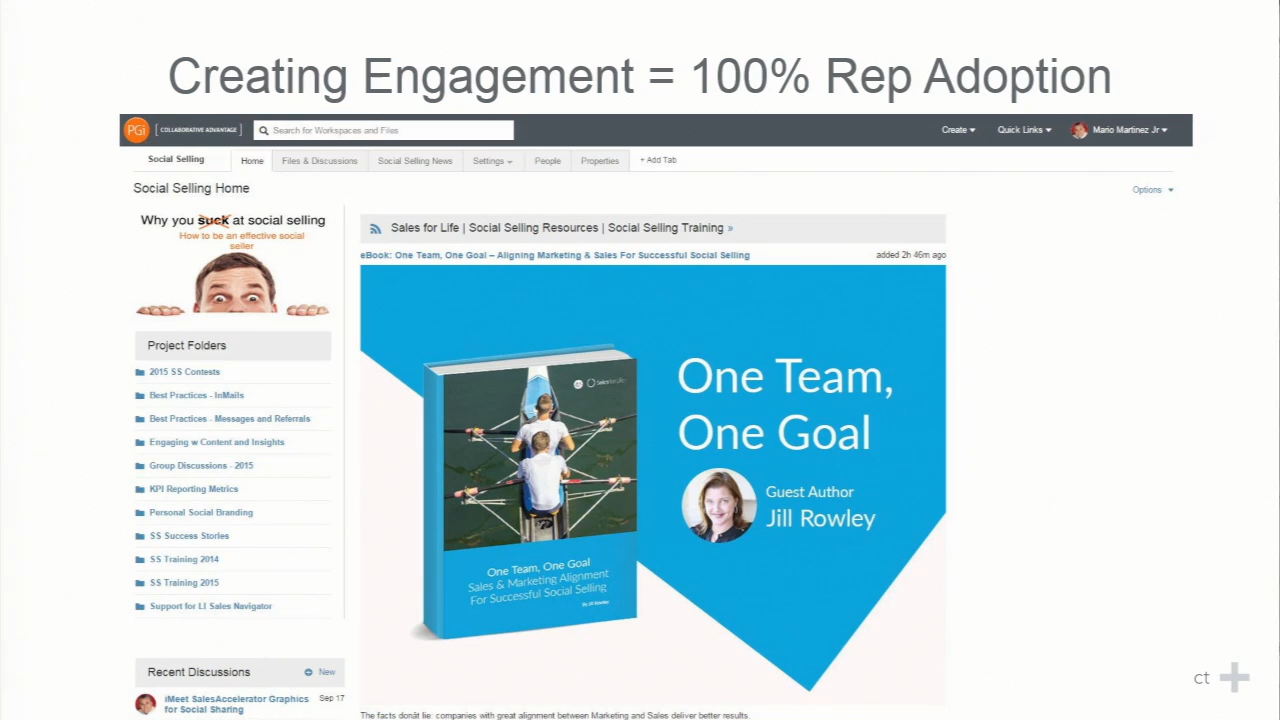 Creating Engagement = 100% Rep Adoption
PGi
[ COLLABORATIVE ADVANTAGE ]
Search for Workspaces and Files
Create
Quick Links
Mario Martinez Jr
Social Selling
Home
Files & Discussions
Social Selling News
Settings
People
Properties
+ Add Tab
Social Selling Home
Options
Why you suck at social selling
How to be an effective social
seller
Project Folders
2015 SS Contests
Best Practices - InMails
Best Practices - Messages and Referrals
Engaging w Content and Insights
Group Discussions - 2015
KPI Reporting Metrics
Personal Social Branding
SS Success Stories
SS Training 2014
SS Training 2015
Support for LI Sales Navigator
Recent Discussions
New
iMeet SalesAccelerator Graphics
for Social Sharing
Sep 17
Sales for Life | Social Selling Resources | Social Selling Training »
eBook: One Team, One Goal – Aligning Marketing & Sales For Successful Social Selling
added 2h 46m ago
One Team, One Goal
Sales & Marketing Alignment
For Successful Social Selling
By Jill Rowley
One Team,
One Goal
Guest Author
Jill Rowley
The facts donât lie: companies with great alignment between Marketing and Sales deliver better results.
ct